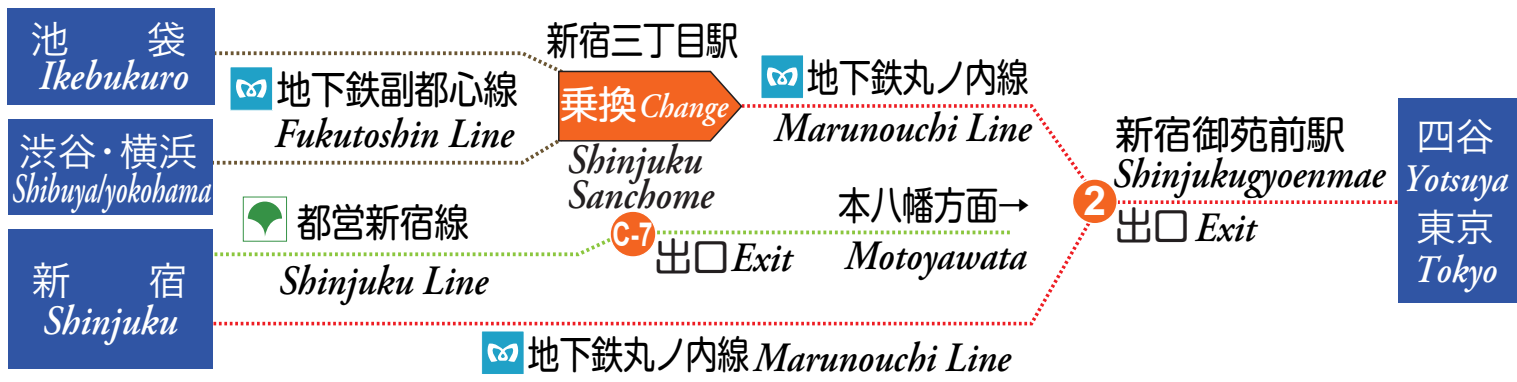 池　袋
Ikebukuro
地下鉄副都心線
Fukutoshin Line
渋谷・横浜
Shibuya/yokohama
新宿三丁目駅
乗換 Change
Shinjuku
Sanchome
地下鉄丸ノ内線
Marunouchi Line
都営新宿線
Shinjuku Line
C-7
出口 Exit
本八幡方面→
Motoyawata
新　宿
Shinjuku
地下鉄丸ノ内線 Marunouchi Line
新宿御苑前駅
Shinjukugyoenmae
2
出口 Exit
四谷
Yotsuya
東京
Tokyo